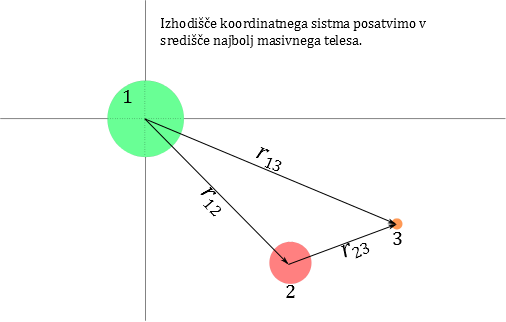 Izhodišče koordinatnega sistma posatvimo v
središče najbolj masivnega telesa.
1
r13
r12
r23
3
2